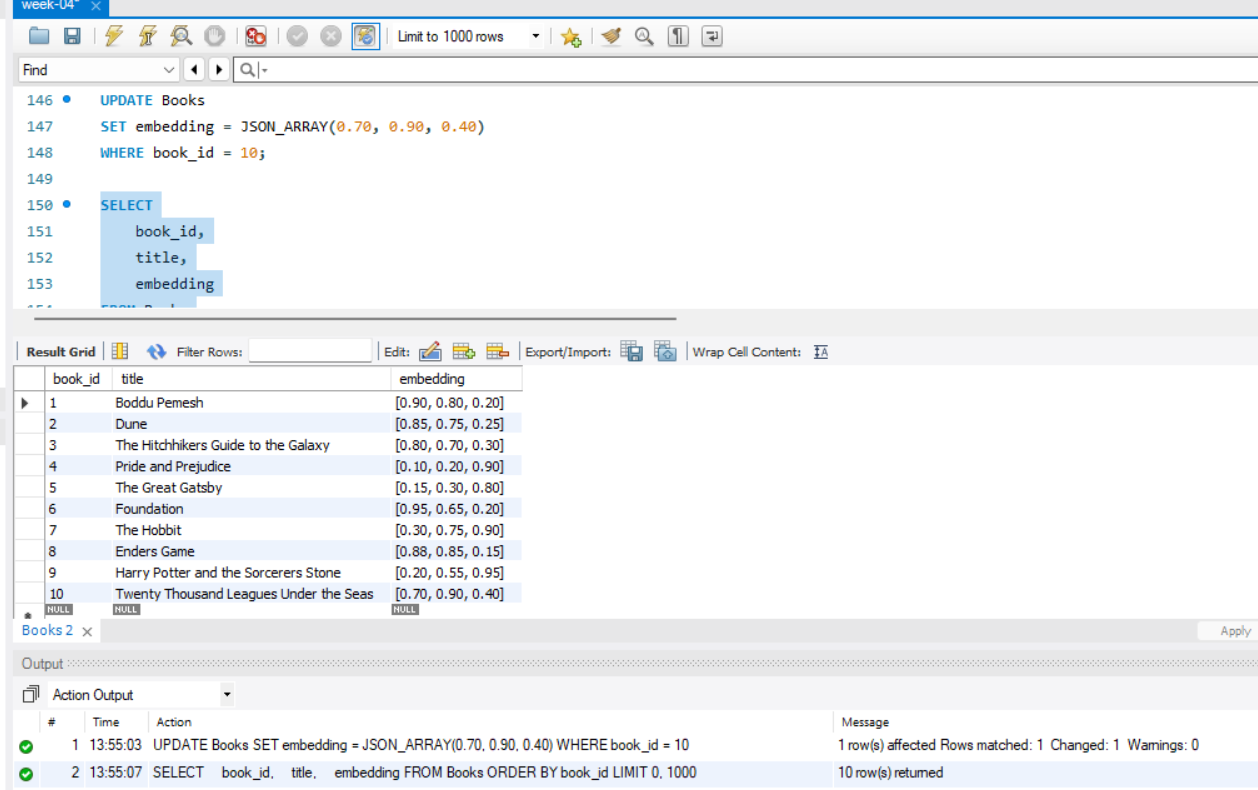 week-04*
Limit to 1000 rows
Find
146 UPDATE Books
147 SET embedding = JSON_ARRAY(0.70, 0.90, 0.40)
148 WHERE book_id = 10;
149
150 SELECT
151 book_id,
152 title,
153 embedding
Result Grid Filter Rows: Edit: Export/Import: Wrap Cell Content: IA
book_id title embedding
1 Boddu Pemesh [0.90, 0.80, 0.20]
2 Dune [0.85, 0.75, 0.25]
3 The Hitchhikers Guide to the Galaxy [0.80, 0.70, 0.30]
4 Pride and Prejudice [0.10, 0.20, 0.90]
5 The Great Gatsby [0.15, 0.30, 0.80]
6 Foundation [0.95, 0.65, 0.20]
7 The Hobbit [0.30, 0.75, 0.90]
8 Enders Game [0.88, 0.85, 0.15]
9 Harry Potter and the Sorcerers Stone [0.20, 0.55, 0.95]
10 Twenty Thousand Leagues Under the Seas [0.70, 0.90, 0.40]
NULL NULL NULL
Books 2 Apply
Output
Action Output
# Time Action Message
1 13:55:03 UPDATE Books SET embedding = JSON_ARRAY(0.70, 0.90, 0.40) WHERE book_id = 10 1 row(s) affected Rows matched: 1 Changed: 1 Warnings: 0
2 13:55:07 SELECT book_id, title, embedding FROM Books ORDER BY book_id LIMIT 0, 1000 10 row(s) returned